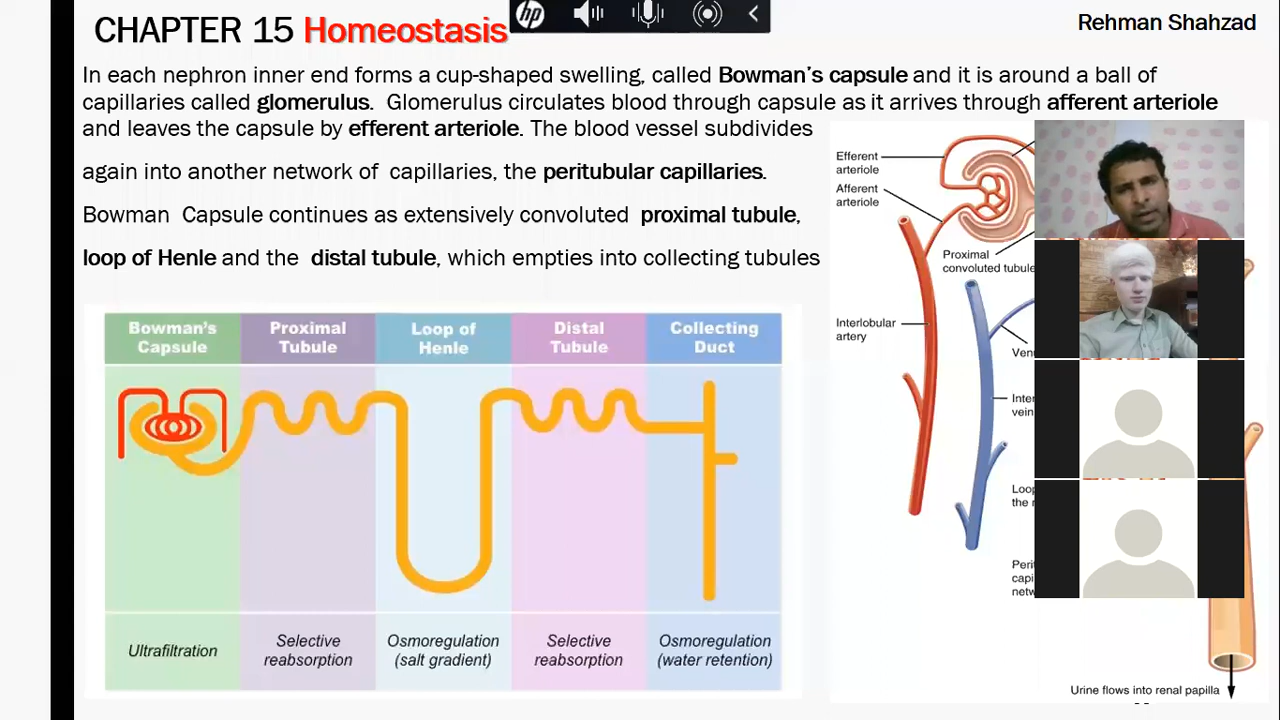 CHAPTER 15 Homeostasis
hp
Rehman Shahzad
In each nephron inner end forms a cup-shaped swelling, called Bowman's capsule and it is around a ball of
capillaries called glomerulus. Glomerulus circulates blood through capsule as it arrives through afferent arteriole
and leaves the capsule by efferent arteriole. The blood vessel subdivides
again into another network of capillaries, the peritubular capillaries.
Bowman Capsule continues as extensively convoluted proximal tubule,
loop of Henle and the distal tubule, which empties into collecting tubules
Bowman's
Capsule
Proximal
Tubule
Loop of
Henle
Distal
Tubule
Collecting
Duct
Ultrafiltration
Selective
reabsorption
Osmoregulation
(salt gradient)
Selective
reabsorption
Osmoregulation
(water retention)
Efferent
arteriole
Afferent
arteriole
Proximal
convoluted tubule
Interlobular
artery
vein
the
Urine flows into renal papilla